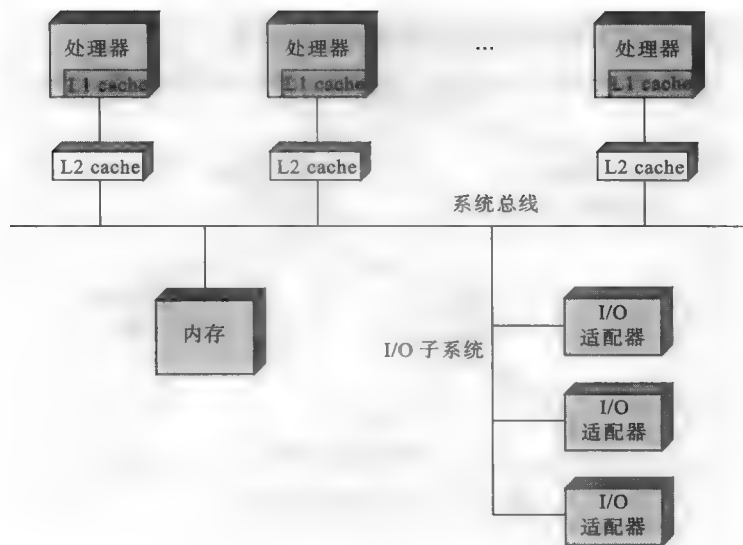 处理器
L1 cache
处理器
L1 cache
...
处理器
L1 cache
L2 cache
L2 cache
L2 cache
系统总线
内存
I/O 子系统
I/O
适配器
I/O
适配器
I/O
适配器